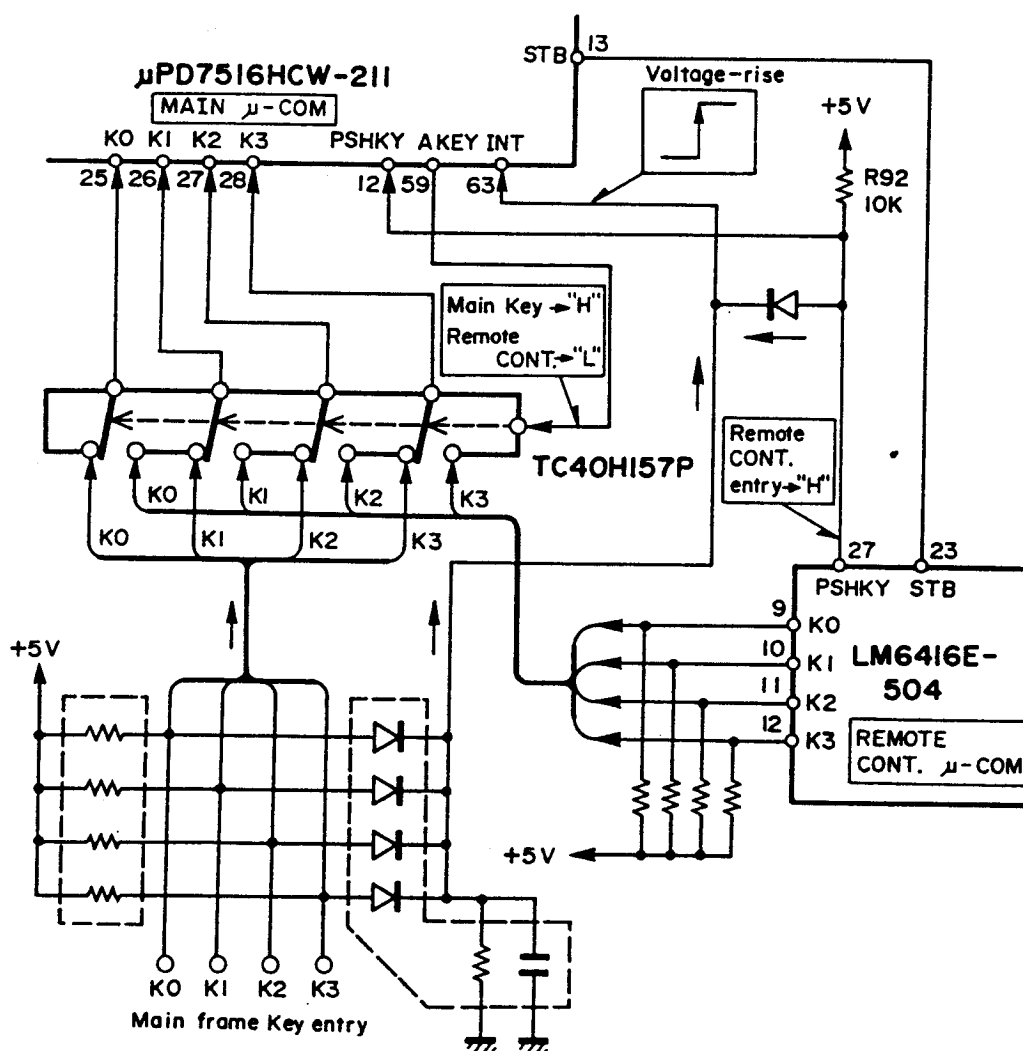 STB 13
μPD7516HCW-211
MAIN μ-COM
K0 K1 K2 K3 PSHKY AKEY INT
25 26 27 28 12 59 63
Voltage-rise
+5V
R92
10K
Main Key→"H"
Remote
CONT.→"L"
TC40H157P
Remote
CONT.
entry→"H"
K0 K1 K2 K3
K0 K1 K2 K3
27 23
PSHKY STB
9 K0
10 K1
11 K2
12 K3
LM6416E-
504
REMOTE
CONT. μ-COM
+5V
+5V
K0 K1 K2 K3
Main frame Key entry